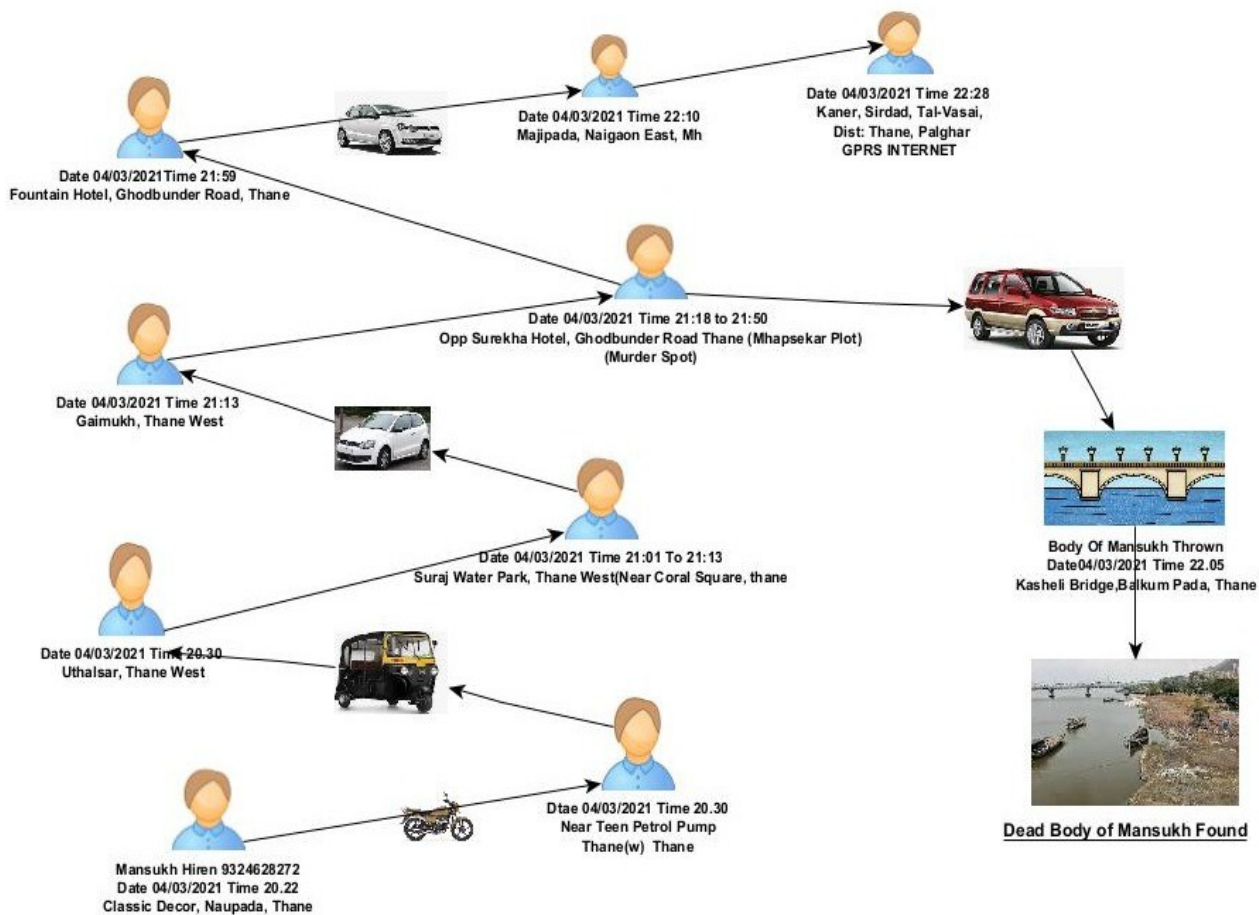 Date 04/03/2021 Time 22:28
Kaner, Sirdad, Tal-Vasai,
Dist: Thane, Palghar
GPRS INTERNET
Date 04/03/2021 Time 22:10
Majipada, Naigaon East, Mh
Date 04/03/2021Time 21:59
Fountain Hotel, Ghodbunder Road, Thane
Date 04/03/2021 Time 21:18 to 21:50
Opp Surekha Hotel, Ghodbunder Road Thane (Mhapsekar Plot)
(Murder Spot)
Date 04/03/2021 Time 21:13
Gaimukh, Thane West
Date 04/03/2021 Time 21:01 To 21:13
Suraj Water Park, Thane West(Near Coral Square, thane
Body Of Mansukh Thrown
Date04/03/2021 Time 22.05
Kasheli Bridge,Balkum Pada, Thane
Date 04/03/2021 Time 20.30
Uthalsar, Thane West
Dtae 04/03/2021 Time 20.30
Near Teen Petrol Pump
Thane(w) Thane
Dead Body of Mansukh Found
Mansukh Hiren 9324628272
Date 04/03/2021 Time 20.22
Classic Decor, Naupada, Thane